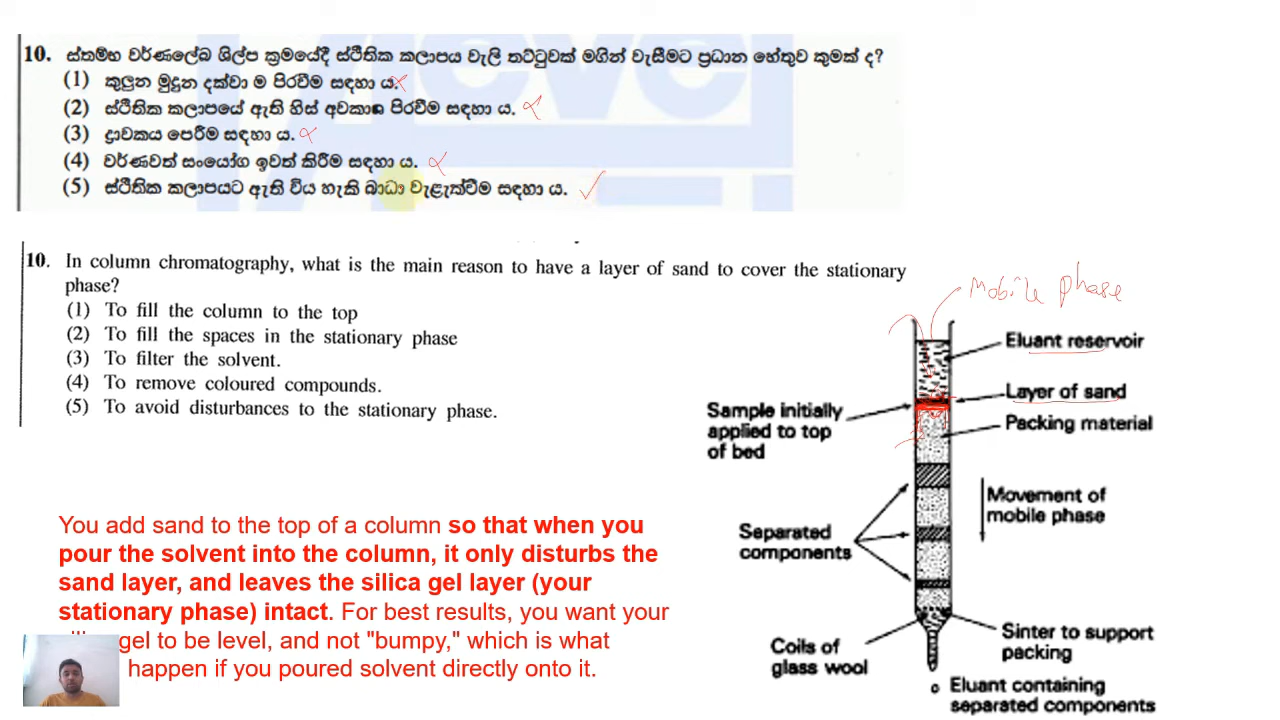 10. ස්තම්භ වර්ණලේඛ ශිල්ප ක්‍රමයේදී ස්ථිතික කලාපය වැලි තට්ටුවක් මගින් වැසීමට ප්‍රධාන හේතුව කුමක් ද?
(1) කුලුන මුදුන දක්වා ම පිරවීම සඳහා ය.
(2) ස්ථිතික කලාපයේ ඇති හිස් අවකාශ පිරවීම සඳහා ය.
(3) ද්‍රාවකය පෙරීම සඳහා ය.
(4) වර්ණවත් සංයෝග ඉවත් කිරීම සඳහා ය.
(5) ස්ථිතික කලාපයට ඇති විය හැකි බාධා වැළැක්වීම සඳහා ය.
10. In column chromatography, what is the main reason to have a layer of sand to cover the stationary
phase?
(1) To fill the column to the top
(2) To fill the spaces in the stationary phase
(3) To filter the solvent.
(4) To remove coloured compounds.
(5) To avoid disturbances to the stationary phase.
Mobile phase
Eluant reservoir
Layer of sand
Packing material
Sample initially
applied to top
of bed
Movement of
mobile phase
Separated
components
Coils of
glass wool
Sinter to support
packing
Eluant containing
separated components
You add sand to the top of a column so that when you
pour the solvent into the column, it only disturbs the
sand layer, and leaves the silica gel layer (your
stationary phase) intact. For best results, you want your
gel to be level, and not "bumpy," which is what
happen if you poured solvent directly onto it.